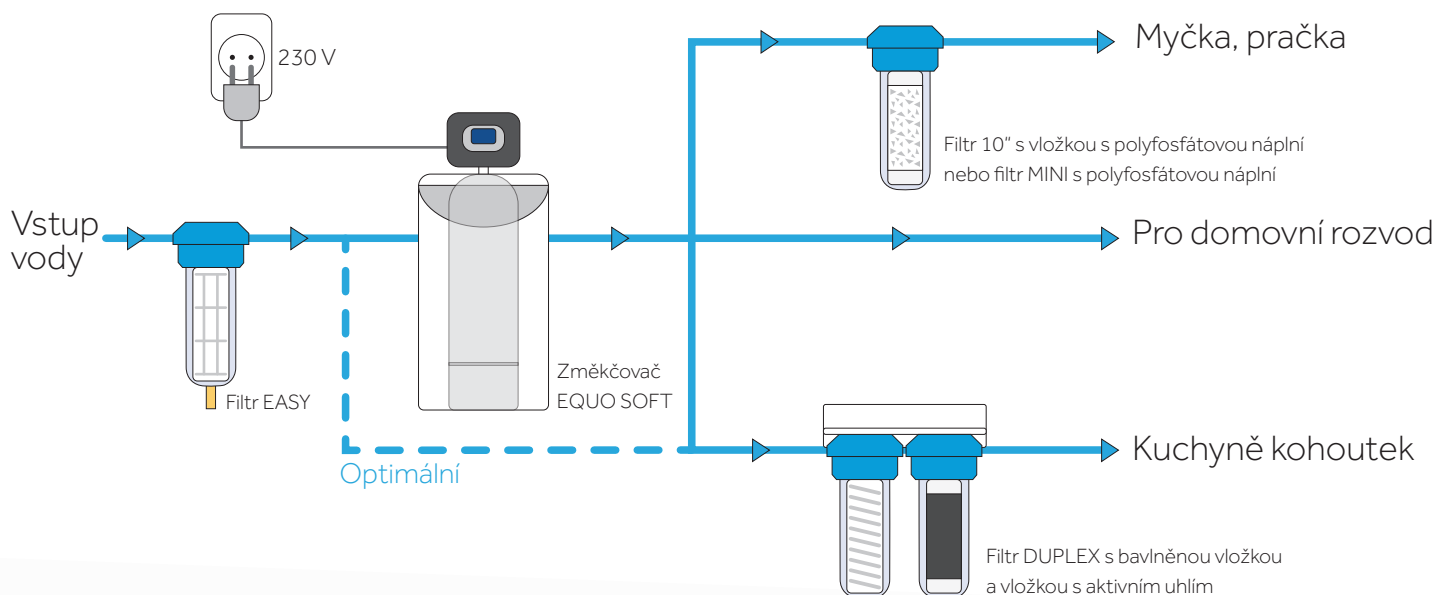 230 V
Myčka, pračka
Filtr 10” s vložkou s polyfosfátovou náplní
nebo filtr MINI s polyfosfátovou náplní
Vstup
vody
Pro domovní rozvod
Filtr EASY
Změkčovač
EQUO SOFT
Optimální
Kuchyně kohoutek
Filtr DUPLEX s bavlněnou vložkou
a vložkou s aktivním uhlím